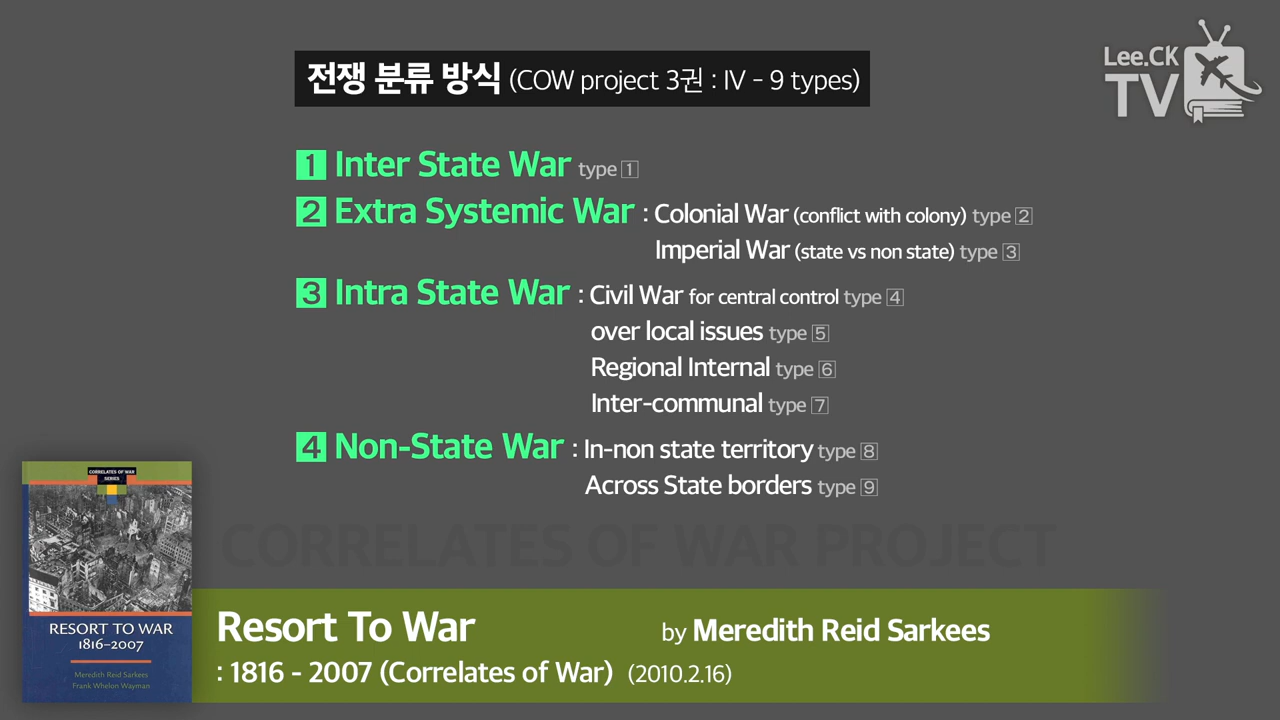 전쟁 분류 방식 (COW project 3권 : IV - 9 types)
Lee.CK
TV
1 Inter State War type 1
2 Extra Systemic War : Colonial War (conflict with colony) type 2
Imperial War (state vs non state) type 3
3 Intra State War : Civil War for central control type 4
over local issues type 5
Regional Internal type 6
Inter-communal type 7
4 Non-State War : In-non state territory type 8
Across State borders type 9
CORRELATES OF WAR PROJECT
CORRELATES OF WAR
SERIES
RESORT TO WAR
1816-2007
Meredith Reid Sarkees
Frank Whelon Wayman
Resort To War by Meredith Reid Sarkees
: 1816 - 2007 (Correlates of War) (2010.2.16)